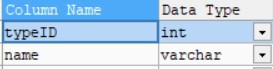 Column Name Data Type
typeID int
name varchar